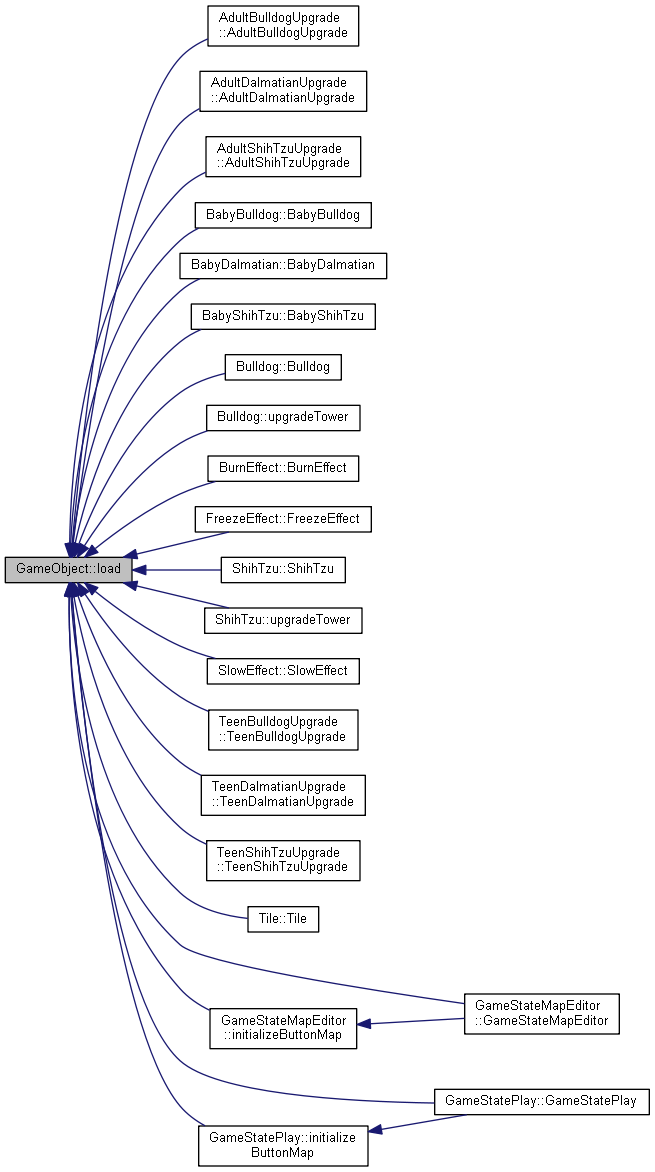 AdultBulldogUpgrade
::AdultBulldogUpgrade
AdultDalmatianUpgrade
::AdultDalmatianUpgrade
AdultShihTzuUpgrade
::AdultShihTzuUpgrade
BabyBulldog::BabyBulldog
BabyDalmatian::BabyDalmatian
BabyShihTzu::BabyShihTzu
Bulldog::Bulldog
Bulldog::upgradeTower
BurnEffect::BurnEffect
FreezeEffect::FreezeEffect
GameObject::load
ShihTzu::ShihTzu
ShihTzu::upgradeTower
SlowEffect::SlowEffect
TeenBulldogUpgrade
::TeenBulldogUpgrade
TeenDalmatianUpgrade
::TeenDalmatianUpgrade
TeenShihTzuUpgrade
::TeenShihTzuUpgrade
Tile::Tile
GameStateMapEditor
::GameStateMapEditor
GameStateMapEditor
::initializeButtonMap
GameStatePlay::GameStatePlay
GameStatePlay::initialize
ButtonMap